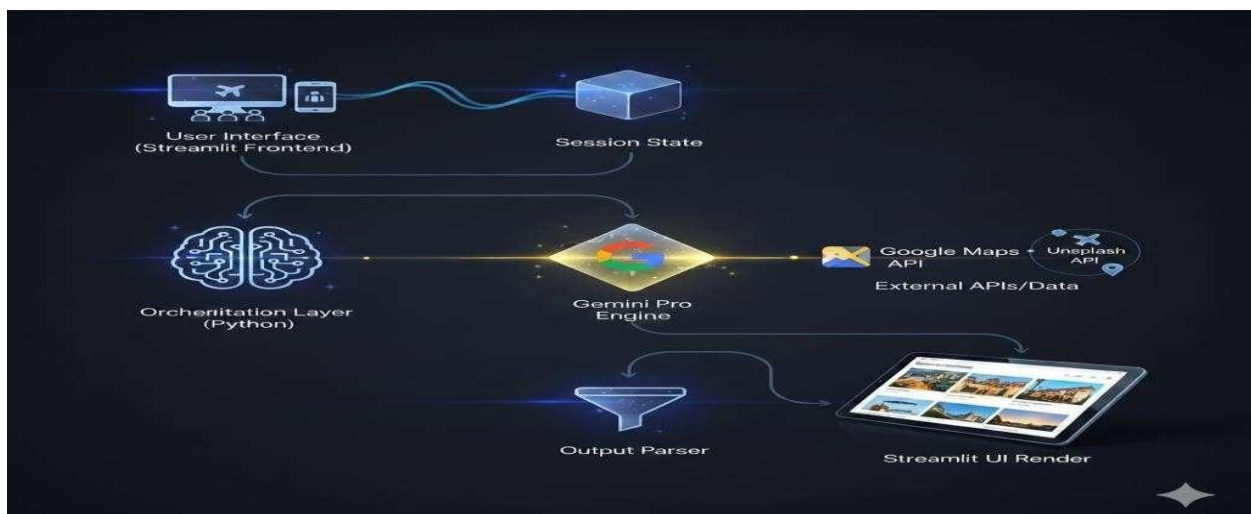 User Interface
(Streamlit Frontend)
Session State
Orchemitation Layer
(Python)
Gemini Pro
Engine
Google Maps
API
Unsplash
API
External APIs/Data
Output Parser
Streamlit UI Render